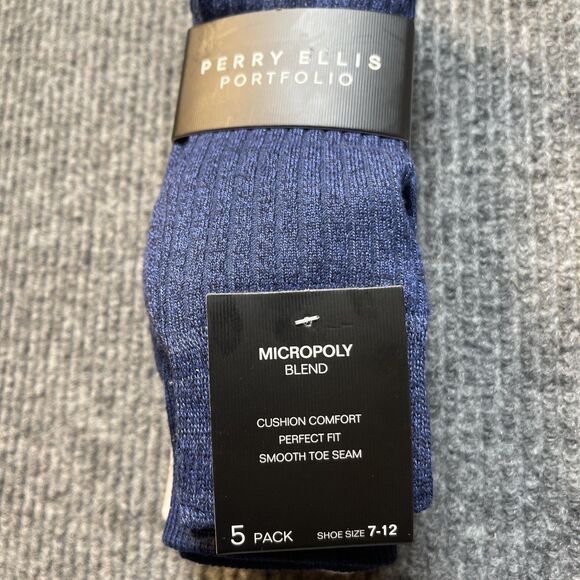 PERRY ELLIS
PORTFOLIO
MICROPOLY
BLEND
CUSHION COMFORT
PERFECT FIT
SMOOTH TOE SEAM
5 PACK SHOE SIZE 7-12